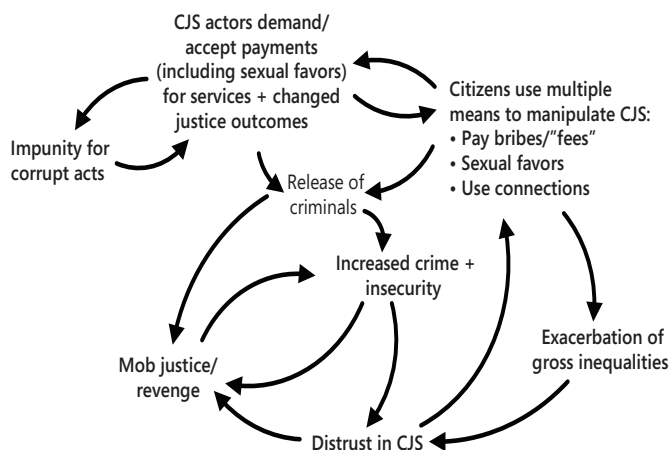 CJS actors demand/
accept payments
(including sexual favors)
for services + changed
justice outcomes
Citizens use multiple
means to manipulate CJS:
• Pay bribes/”fees”
• Sexual favors
• Use connections
Impunity for
corrupt acts
Release of
criminals
Increased crime +
insecurity
Exacerbation of
gross inequalities
Mob justice/
revenge
Distrust in CJS